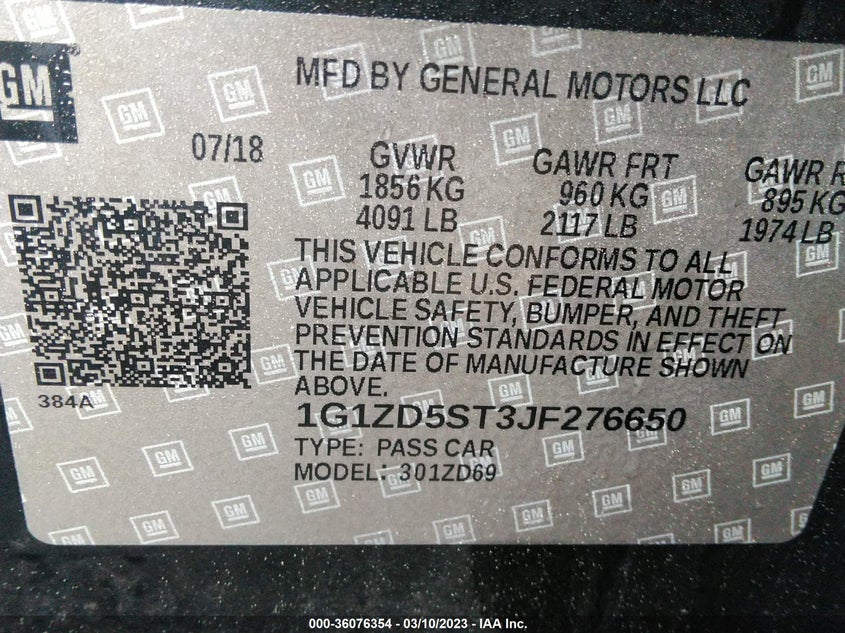 GM
MFD BY GENERAL MOTORS LLC
07/18
GVWR
1856 KG
4091 LB
GAWR FRT
960 KG
2117 LB
GAWR R
895 KG
1974 LB
THIS VEHICLE CONFORMS TO ALL
APPLICABLE U.S. FEDERAL MOTOR
VEHICLE SAFETY, BUMPER, AND THEFT
PREVENTION STANDARDS IN EFFECT ON
THE DATE OF MANUFACTURE SHOWN
ABOVE.
384A
1G1ZD5ST3JF276650
TYPE: PASS CAR
MODEL: 301ZD69
000-36076354 — 03/10/2023 — IAA Inc.